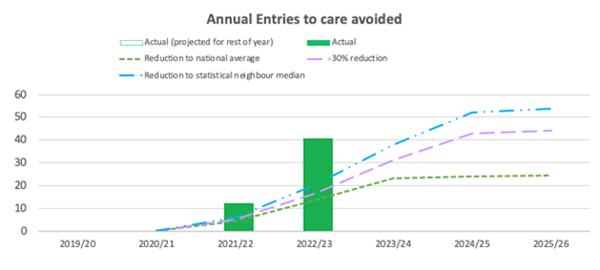 Annual Entries to care avoided
Actual (projected for rest of year)
Actual
Reduction to national average
-30% reduction
Reduction to statistical neighbour median
60
50
40
30
20
10
0
2019/20 2020/21 2021/22 2022/23 2023/24 2024/25 2025/26